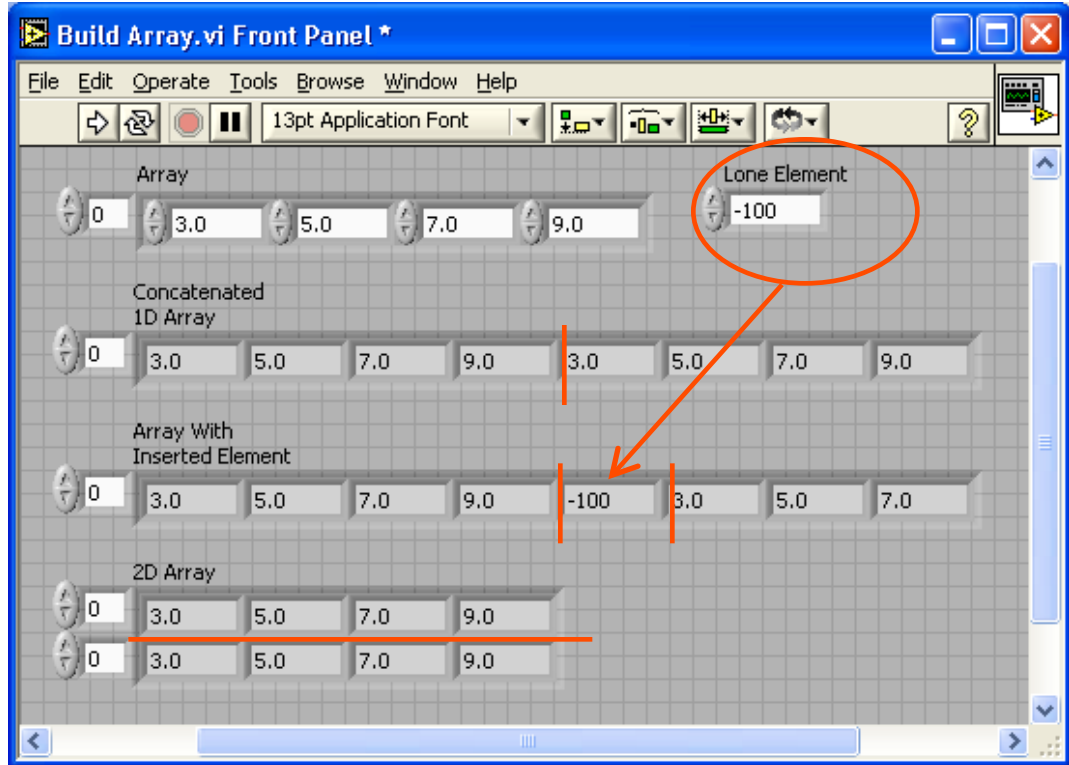 Build Array.vi Front Panel *
File Edit Operate Tools Browse Window Help
13pt Application Font
?
Array
Lone Element
0 3.0 5.0 7.0 9.0 -100
Concatenated
1D Array
0 3.0 5.0 7.0 9.0 3.0 5.0 7.0 9.0
Array With
Inserted Element
0 3.0 5.0 7.0 9.0 -100 3.0 5.0 7.0
2D Array
0 3.0 5.0 7.0 9.0
0 3.0 5.0 7.0 9.0